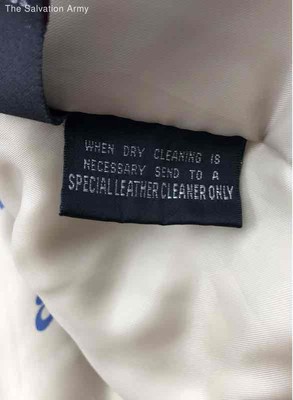 The Salvation Army
WHEN DRY CLEANING IS
NECESSARY SEND TO A
SPECIAL LEATHER CLEANER ONLY